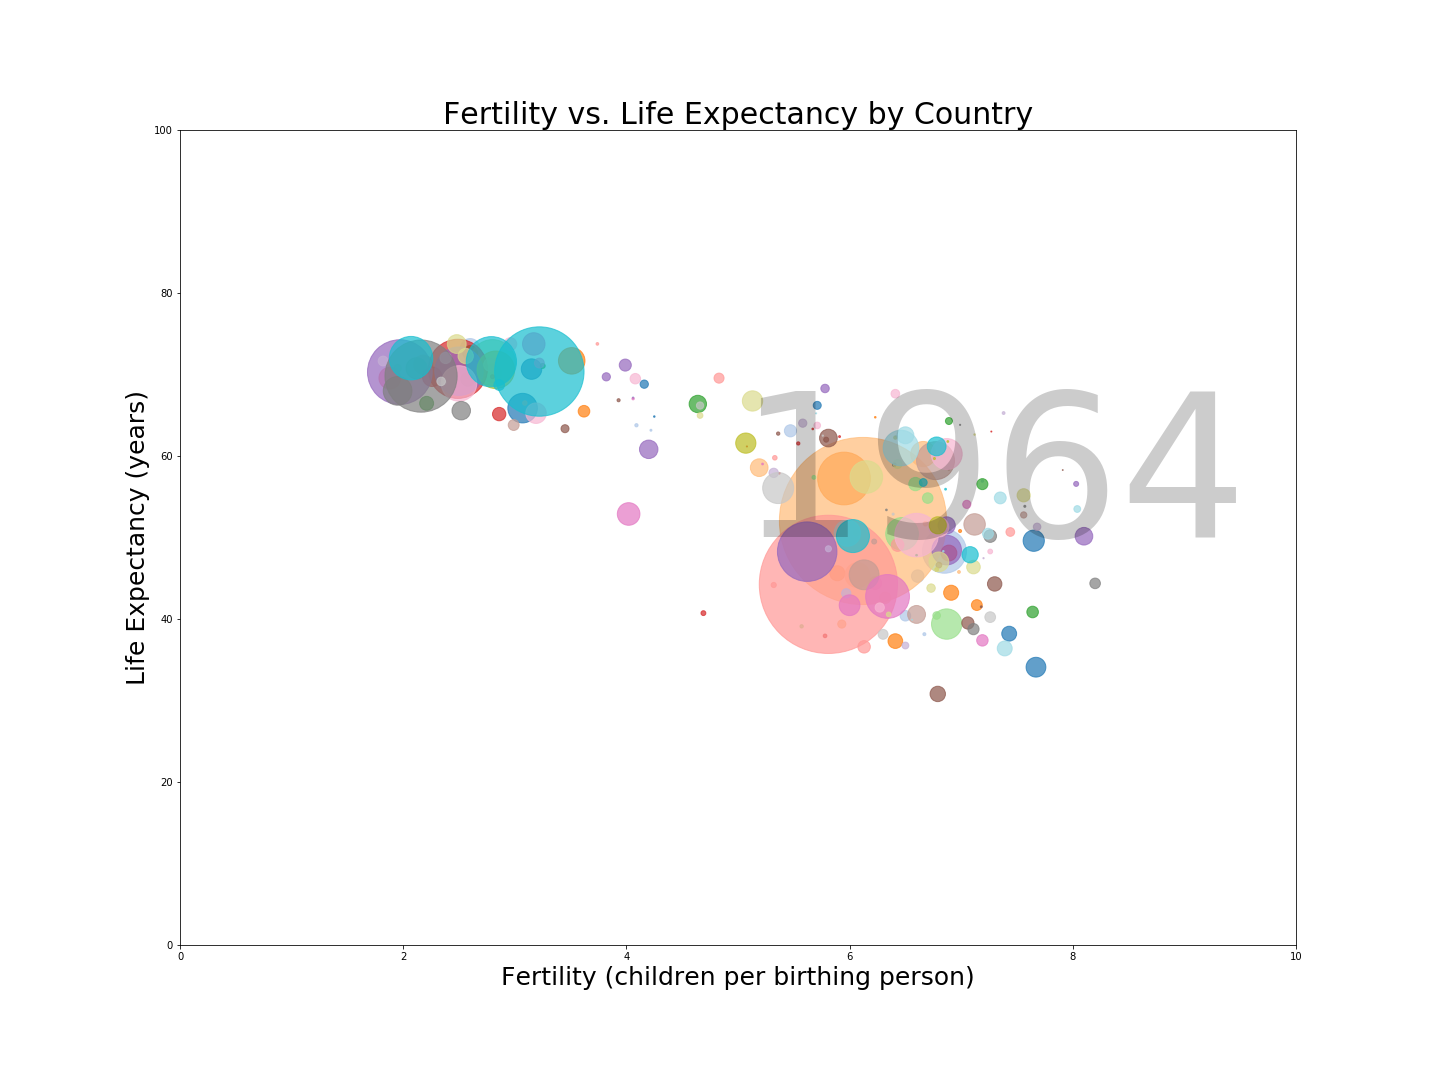 Fertility vs. Life Expectancy by Country
100
80
60
40
20
0
Life Expectancy (years)
1964
0 2 4 6 8 10
Fertility (children per birthing person)